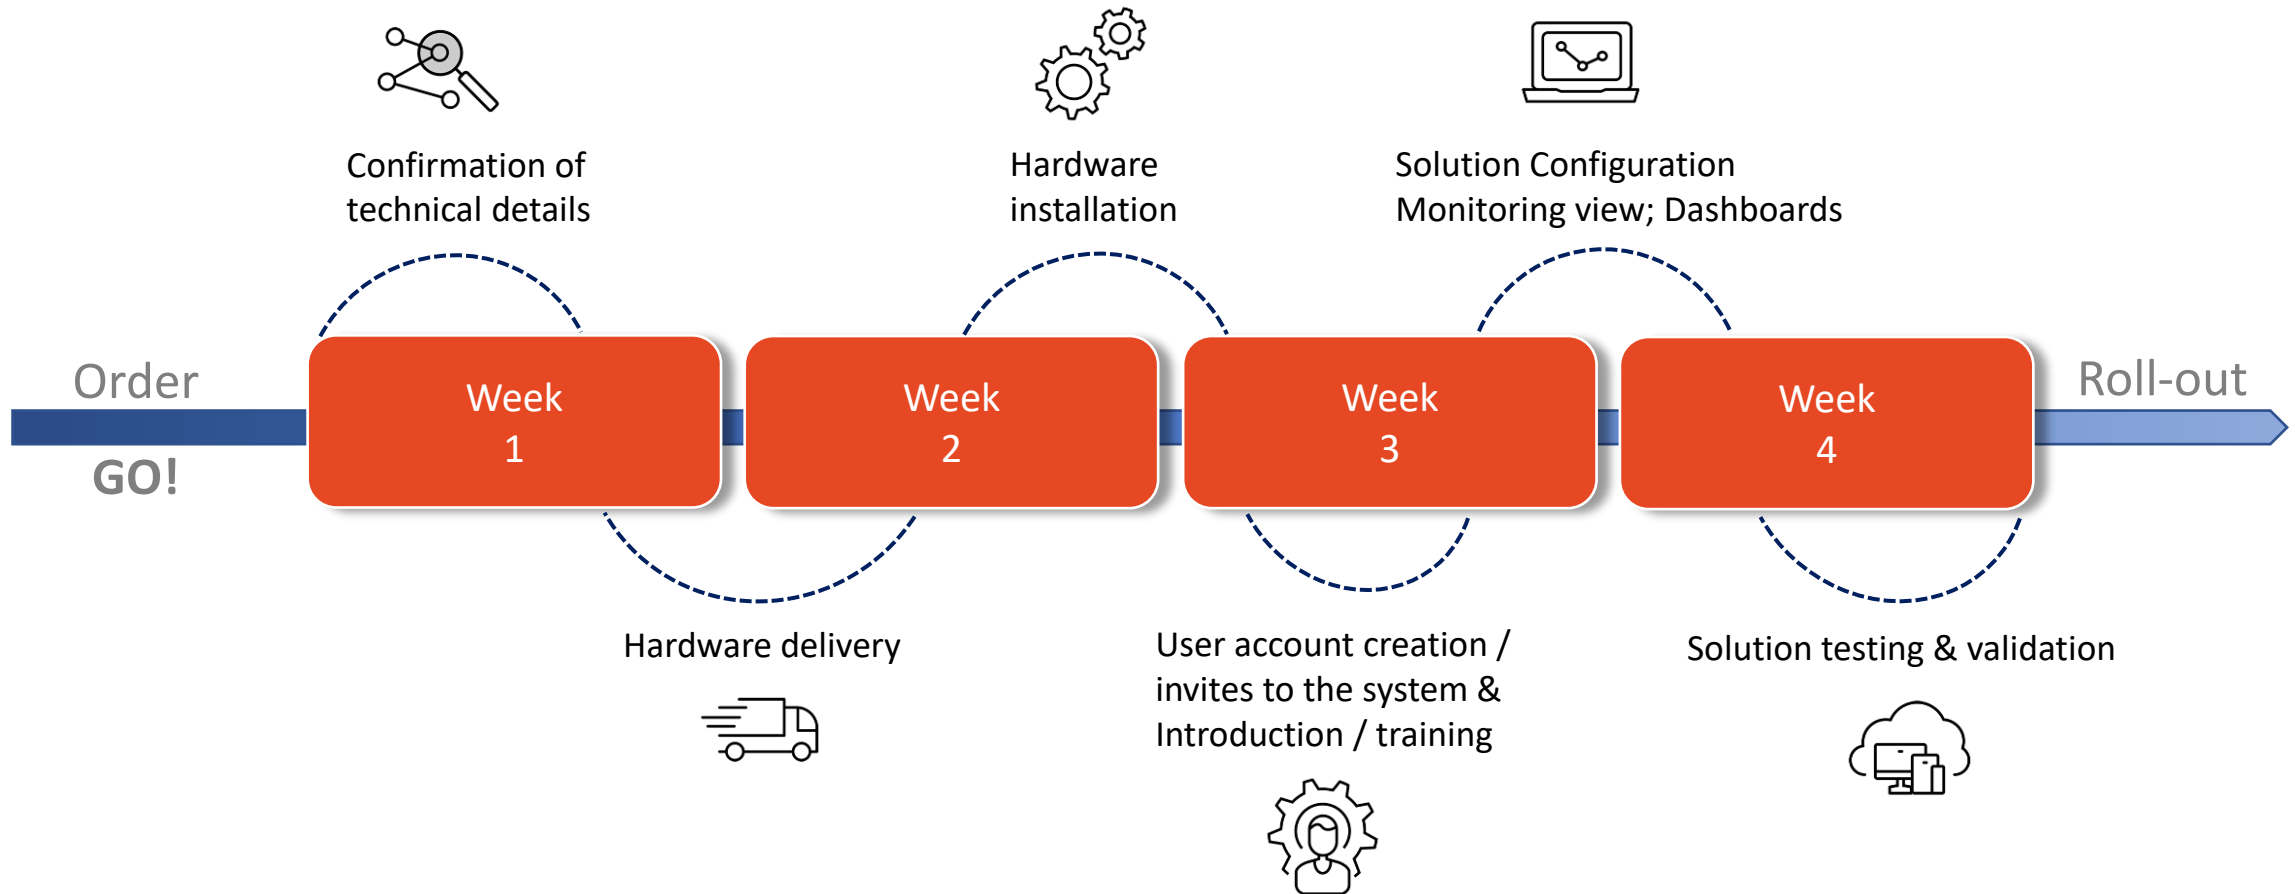 Confirmation of
technical details
Hardware
installation
Solution Configuration
Monitoring view; Dashboards
Order
GO!
Week
1
Week
2
Week
3
Week
4
Roll-out
Hardware delivery
User account creation /
invites to the system &
Introduction / training
Solution testing & validation